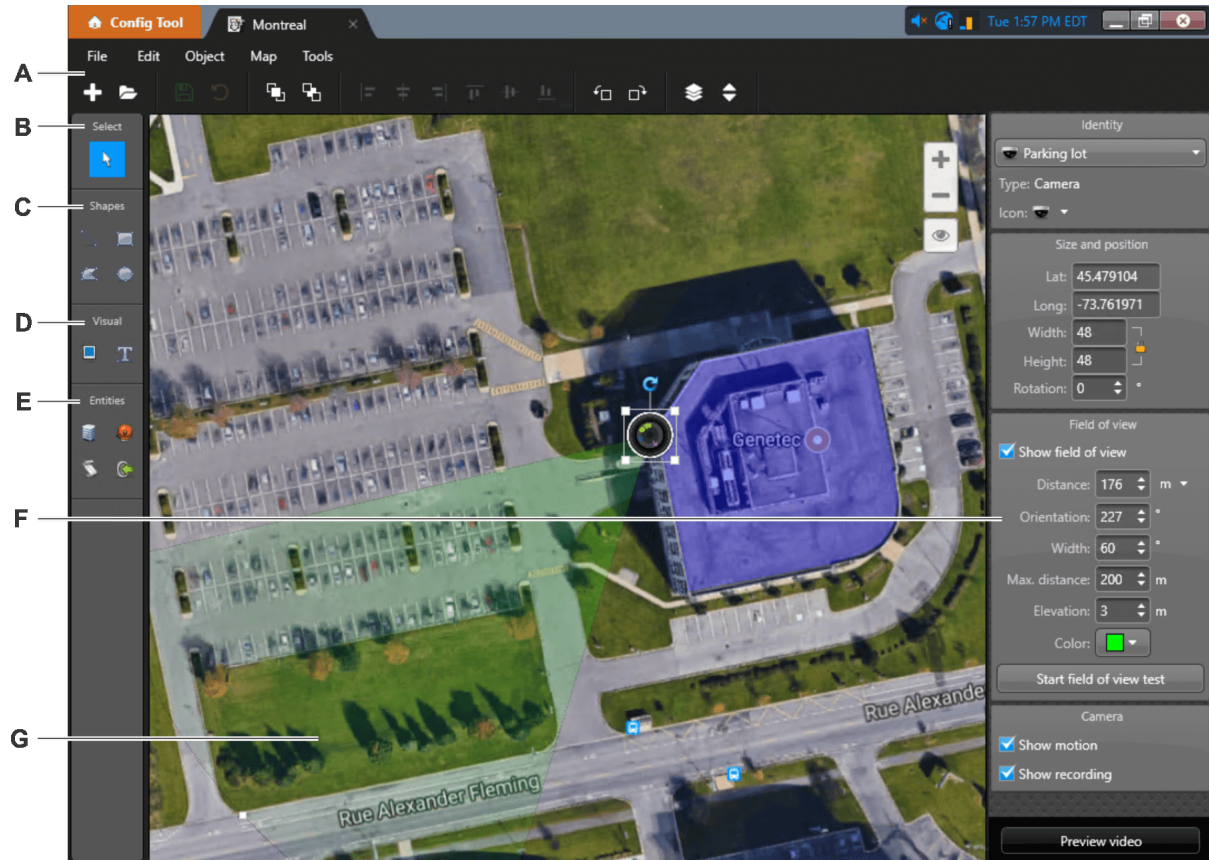 Config Tool
Montreal
Tue 1:57 PM EDT
File Edit Object Map Tools
A
B
Select
C
Shapes
D
Visual
T
E
Entities
F
G
Genetec
Rue Alexander Fleming
Rue Alexande
Identity
Parking lot
Type: Camera
Icon:
Size and position
Lat: 45.479104
Long: -73.761971
Width: 48
Height: 48
Rotation: 0 °
Field of view
Show field of view
Distance: 176 m
Orientation: 227 °
Width: 60 °
Max. distance: 200 m
Elevation: 3 m
Color:
Start field of view test
Camera
Show motion
Show recording
Preview video